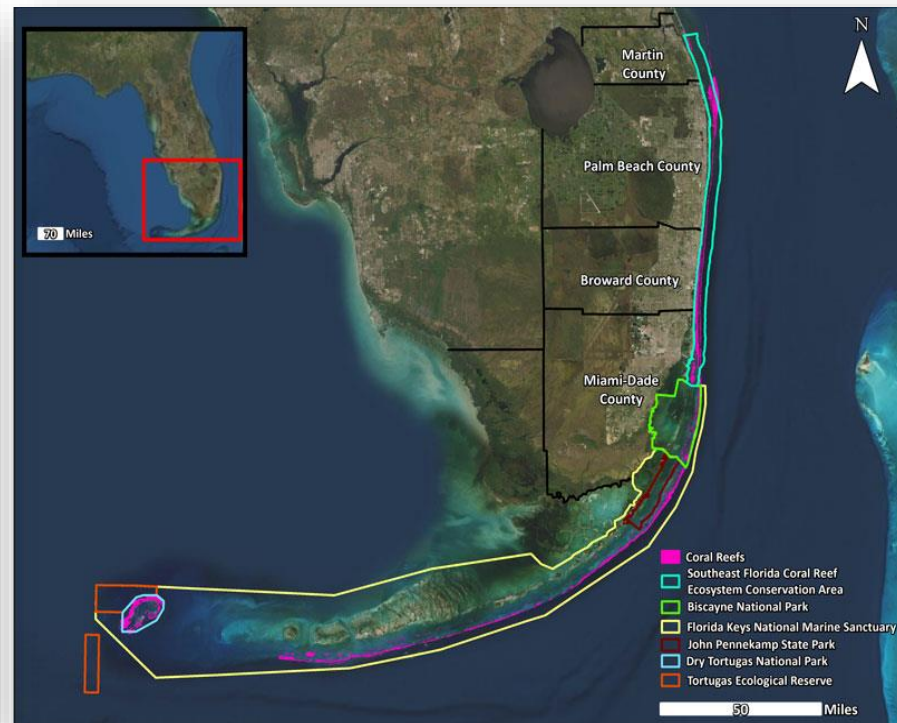 N
Martin
County
Palm Beach County
Broward County
Miami-Dade
County
70 Miles
Coral Reefs
Southeast Florida Coral Reef
Ecosystem Conservation Area
Biscayne National Park
Florida Keys National Marine Sanctuary
John Pennekamp State Park
Dry Tortugas National Park
Tortugas Ecological Reserve
50 Miles